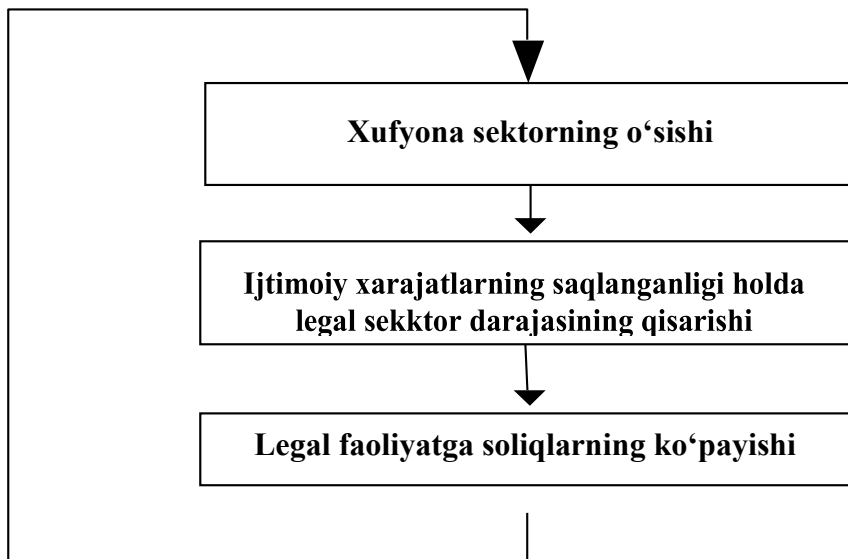 Xufyona sektorning o‘sishi
Ijtimoiy xarajatlarning saqlanganligi holda
legal sekktor darajasining qisarishi
Legal faoliyatga soliqlarning ko‘payishi